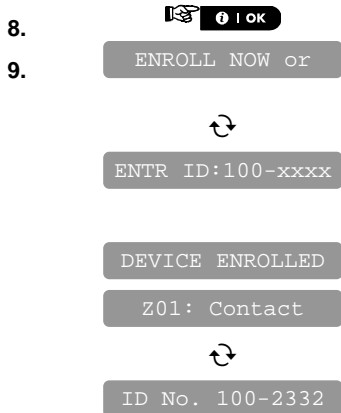 8.
i | OK
9.
ENROLL NOW or
ENTR ID:100-xxxx
DEVICE ENROLLED
Z01: Contact
ID No. 100-2332